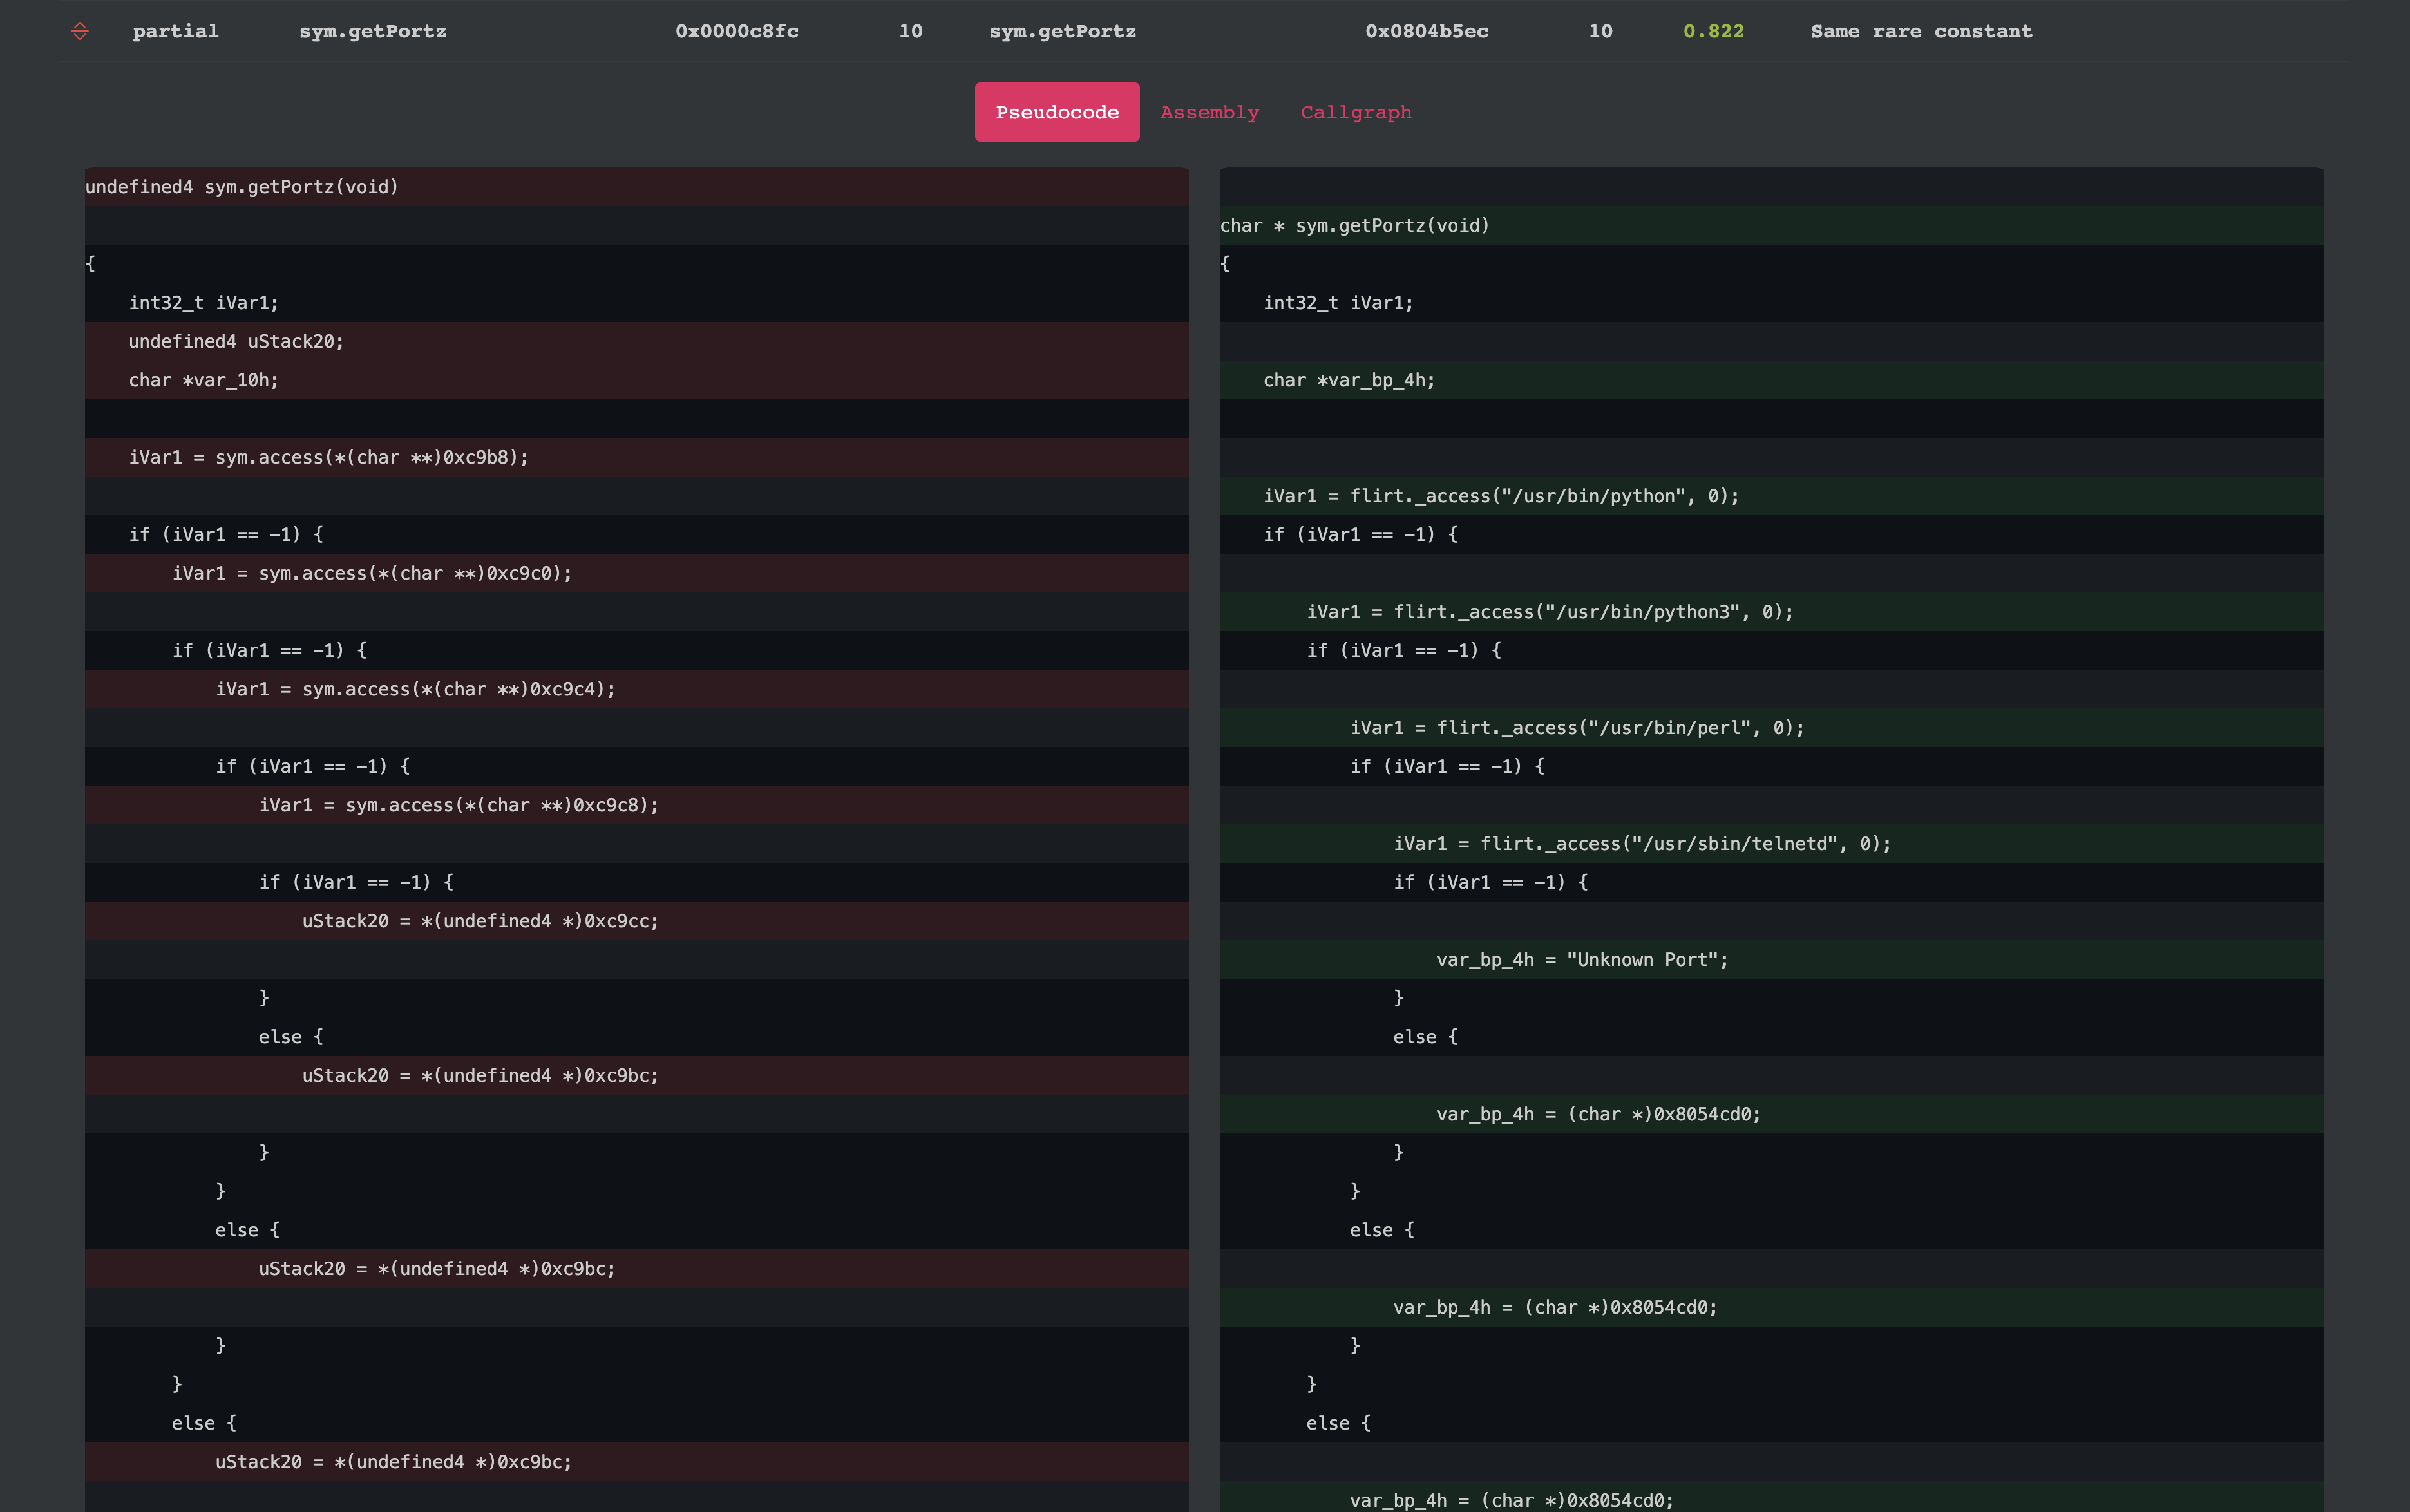 partial sym.getPortz 0x0000c8fc 10 sym.getPortz 0x0804b5ec 10 0.822 Same rare constant
Pseudocode Assembly Callgraph
undefined4 sym.getPortz(void)
{
    int32_t iVar1;
    undefined4 uStack20;
    char *var_10h;
    iVar1 = sym.access(*(char **)0xc9b8);
    if (iVar1 == -1) {
        iVar1 = sym.access(*(char **)0xc9c0);
        if (iVar1 == -1) {
            iVar1 = sym.access(*(char **)0xc9c4);
            if (iVar1 == -1) {
                iVar1 = sym.access(*(char **)0xc9c8);
                if (iVar1 == -1) {
                    uStack20 = *(undefined4 *)0xc9cc;
                }
                else {
                    uStack20 = *(undefined4 *)0xc9bc;
                }
            }
            else {
                uStack20 = *(undefined4 *)0xc9bc;
            }
        }
        else {
            uStack20 = *(undefined4 *)0xc9bc;
char * sym.getPortz(void)
{
    int32_t iVar1;
    char *var_bp_4h;
    iVar1 = flirt._access("/usr/bin/python", 0);
    if (iVar1 == -1) {
        iVar1 = flirt._access("/usr/bin/python3", 0);
        if (iVar1 == -1) {
            iVar1 = flirt._access("/usr/bin/perl", 0);
            if (iVar1 == -1) {
                iVar1 = flirt._access("/usr/sbin/telnetd", 0);
                if (iVar1 == -1) {
                    var_bp_4h = "Unknown Port";
                }
                else {
                    var_bp_4h = (char *)0x8054cd0;
                }
            }
            else {
                var_bp_4h = (char *)0x8054cd0;
            }
        }
        else {
            var_bp_4h = (char *)0x8054cd0;